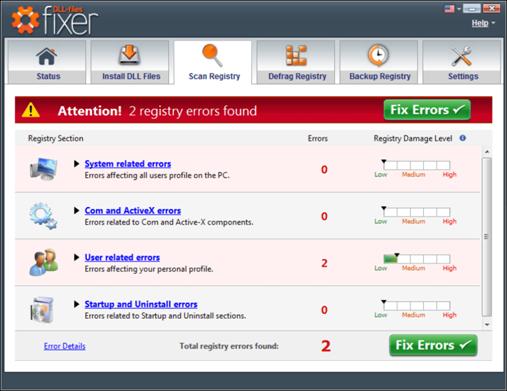 DLL-files
fixer
Help
Status
Install DLL Files
Scan Registry
Defrag Registry
Backup Registry
Settings
Attention! 2 registry errors found
Fix Errors
Registry Section
Errors
Registry Damage Level
System related errors
Errors affecting all users profile on the PC.
0
Low Medium High
Com and ActiveX errors
Errors related to Com and Active-X components.
0
Low Medium High
User related errors
Errors affecting your personal profile.
2
Low Medium High
Startup and Uninstall errors
Errors related to Startup and Uninstall sections.
0
Low Medium High
Error Details
Total registry errors found:
2
Fix Errors